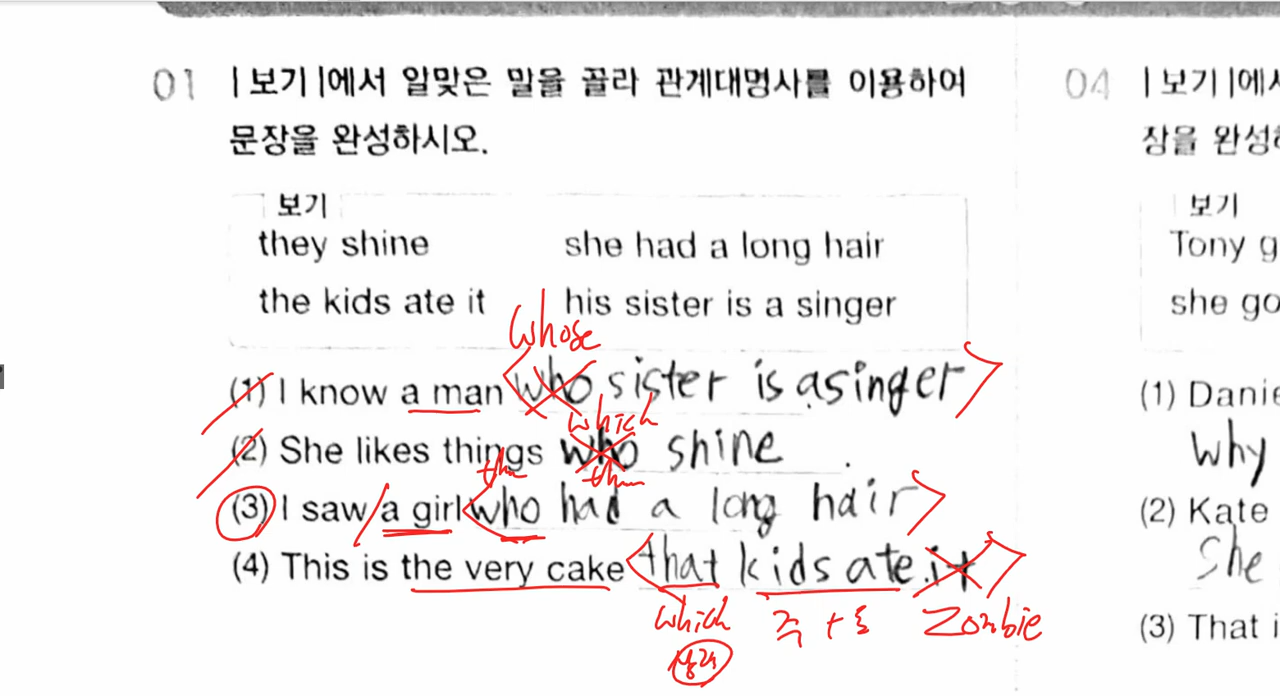 01 |보기|에서 알맞은 말을 골라 관계대명사를 이용하여
문장을 완성하시오.
보기
they shine she had a long hair
the kids ate it his sister is a singer
whose
(1) I know a man who sister is a singer
which
(2) She likes things who shine .
(3) I saw a girl who had a long hair
(4) This is the very cake that kids ate it
which 주 + 동 Zombie
생략
04 |보기|에서
장을 완성하
보기
Tony g
she go
(1) Danie
Why
(2) Kate
She
(3) That i